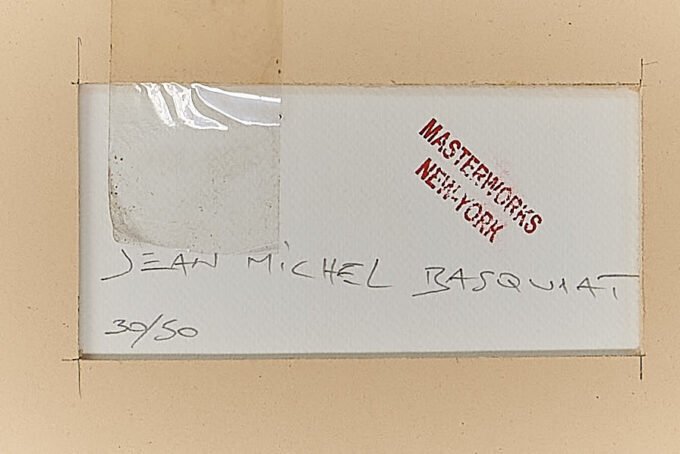 MASTERWORKS
NEW-YORK
JEAN MICHEL BASQUIAT
30/50